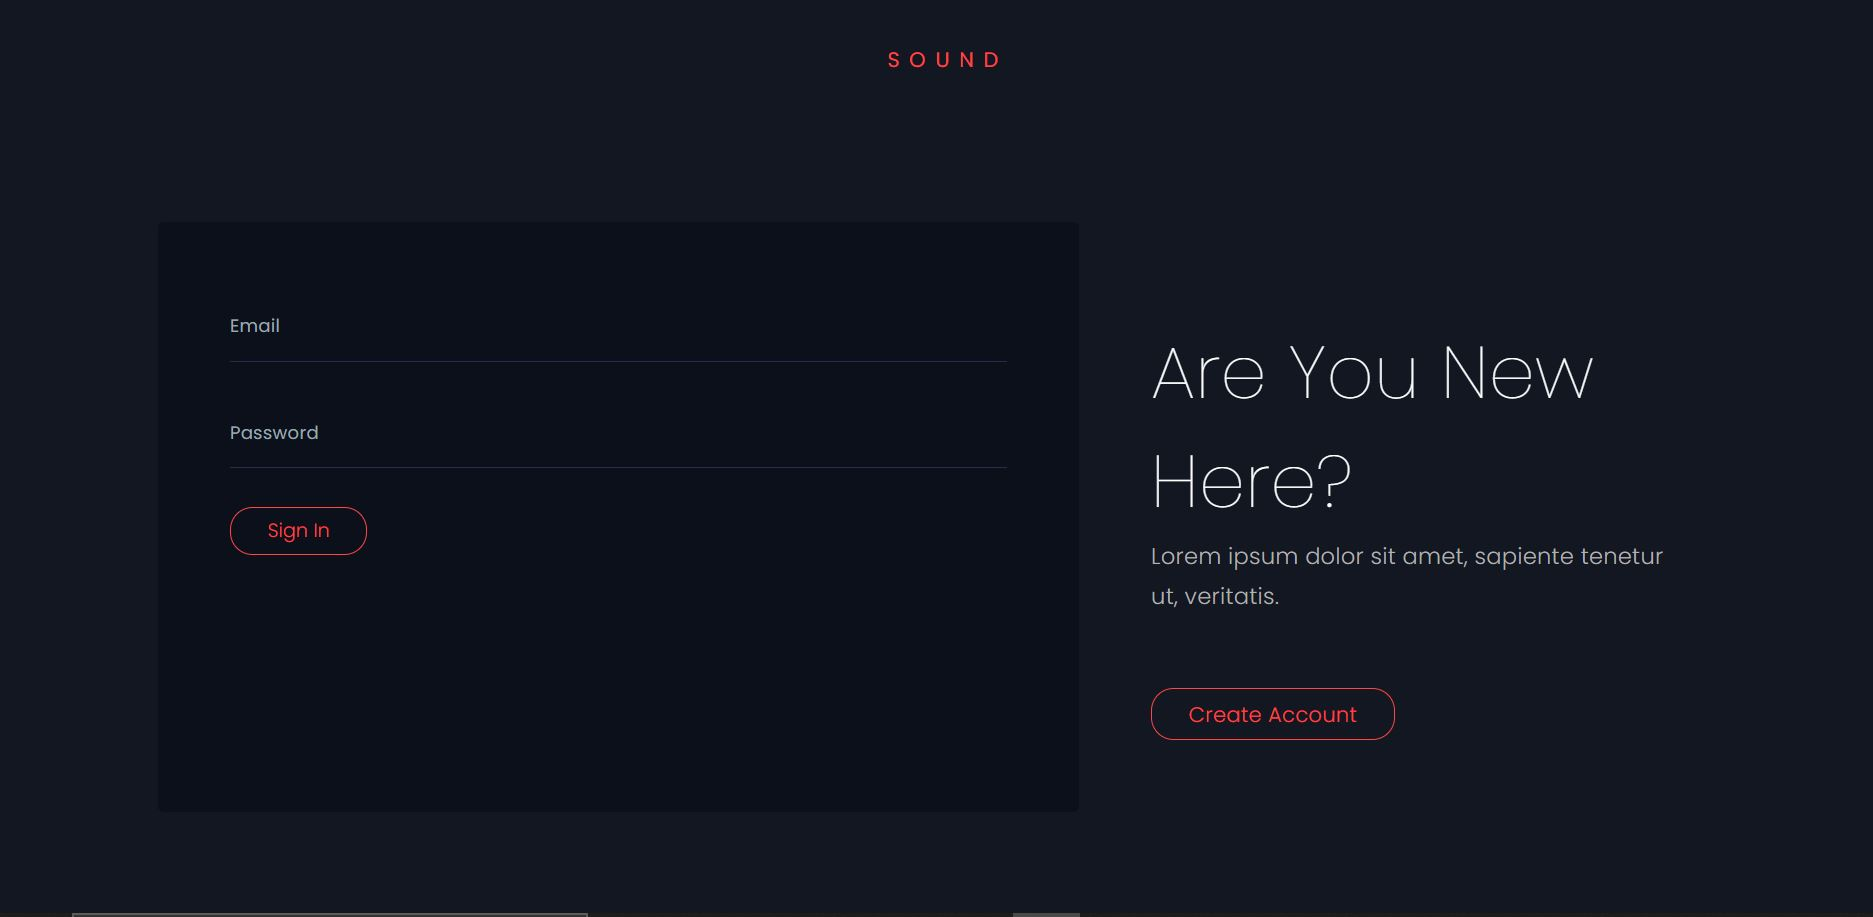 SOUND
Email
Password
Sign In
Are You New
Here?
Lorem ipsum dolor sit amet, sapiente tenetur
ut, veritatis.
Create Account